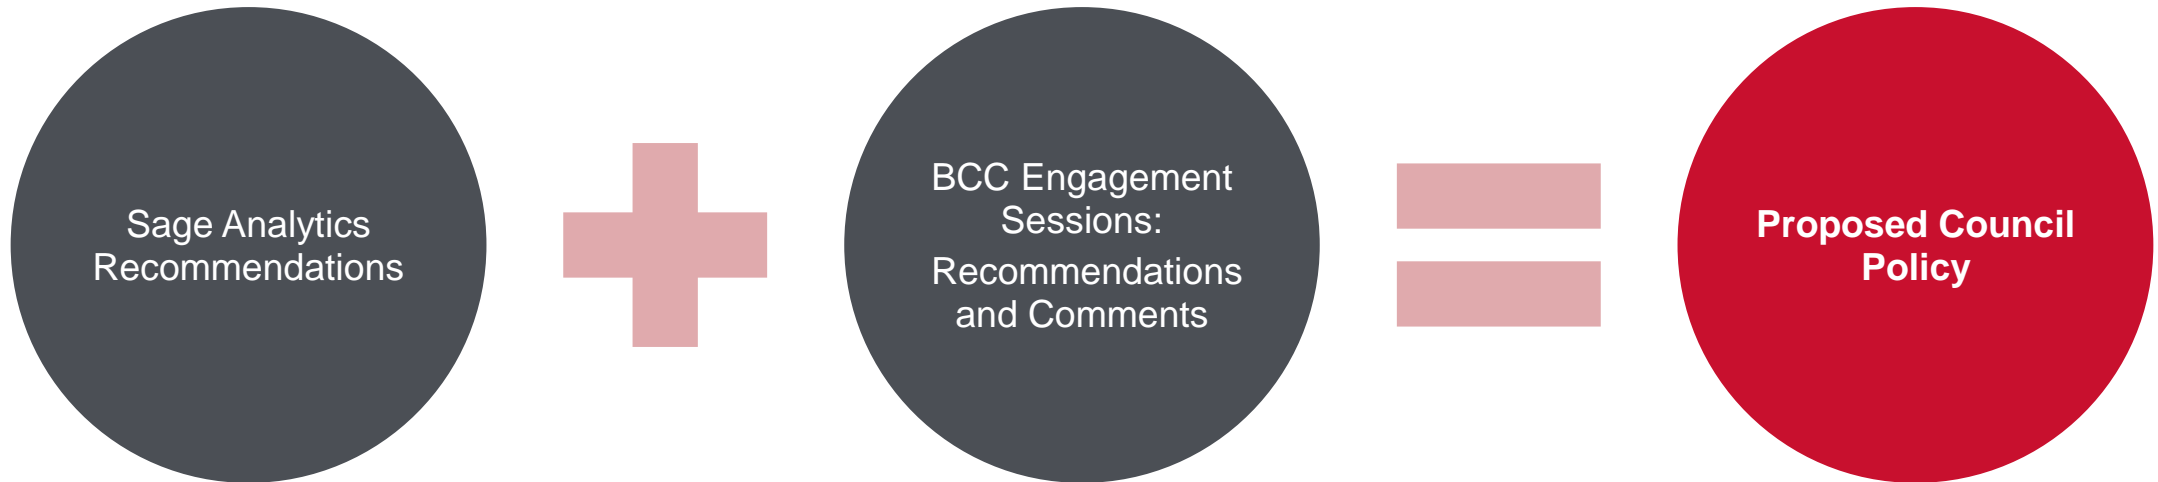 Sage Analytics
Recommendations
BCC Engagement
Sessions:
Recommendations
and Comments
Proposed Council
Policy